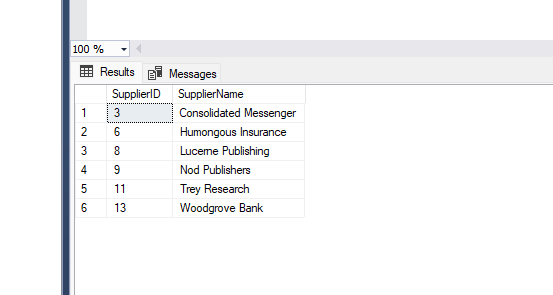 100 %
Results Messages
SupplierID SupplierName
1 3 Consolidated Messenger
2 6 Humongous Insurance
3 8 Lucerne Publishing
4 9 Nod Publishers
5 11 Trey Research
6 13 Woodgrove Bank